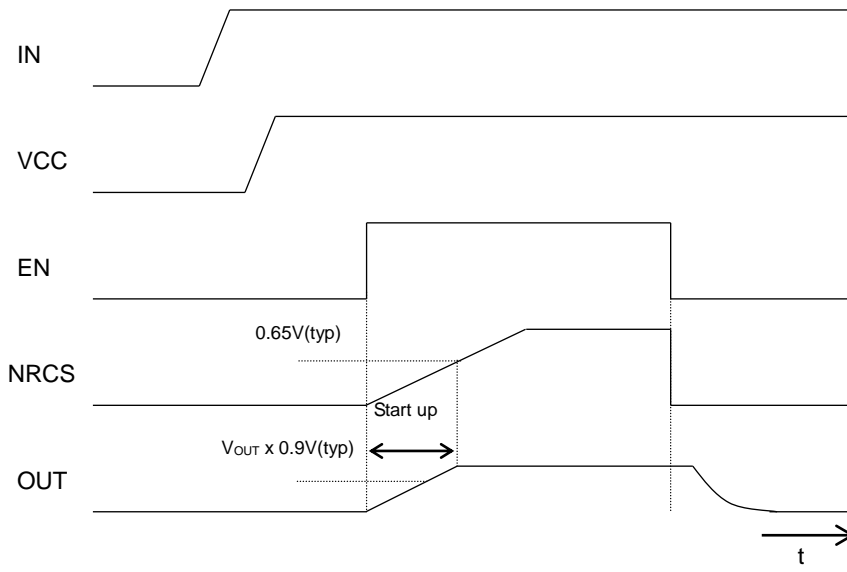 IN
VCC
EN
0.65V(typ)
NRCS
Start up
VOUT x 0.9V(typ)
OUT
t